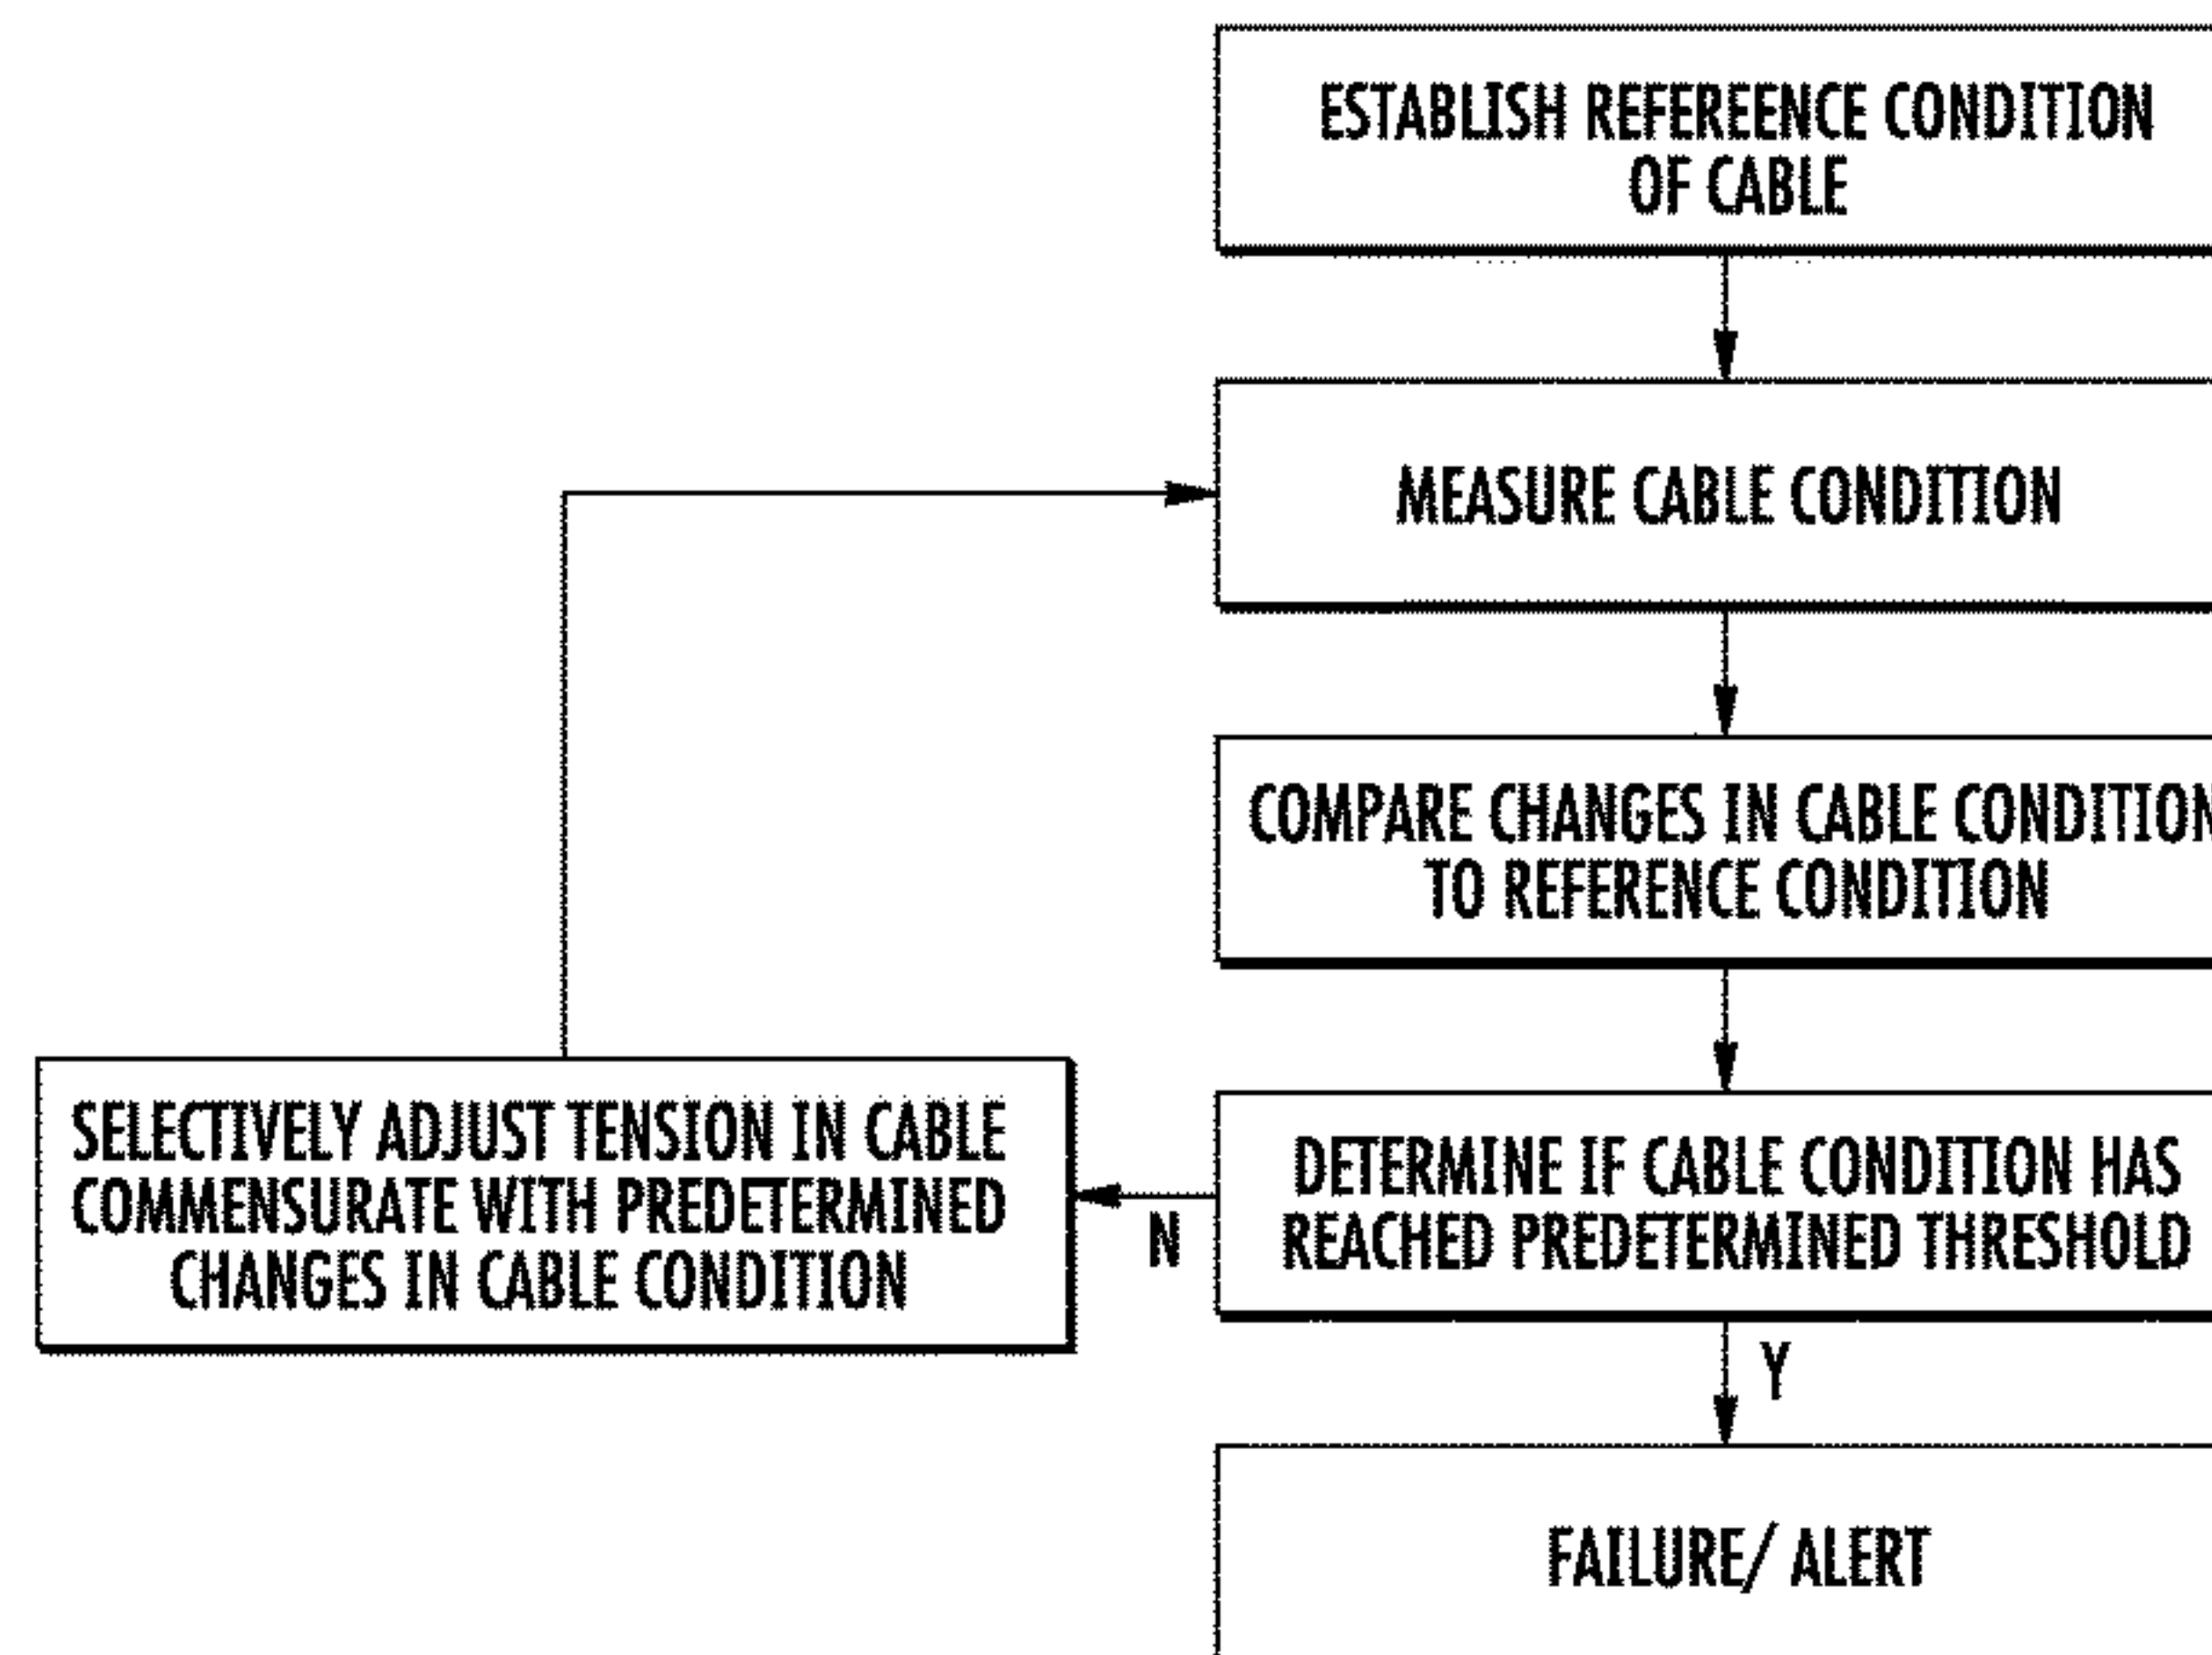 ESTABLISH REFEREENCE CONDITION
OF CABLE
MEASURE CABLE CONDITION
COMPARE CHANGES IN CABLE CONDITION
TO REFERENCE CONDITION
SELECTIVELY ADJUST TENSION IN CABLE
COMMENSURATE WITH PREDETERMINED
CHANGES IN CABLE CONDITION
N
DETERMINE IF CABLE CONDITION HAS
REACHED PREDETERMINED THRESHOLD
Y
FAILURE/ ALERT